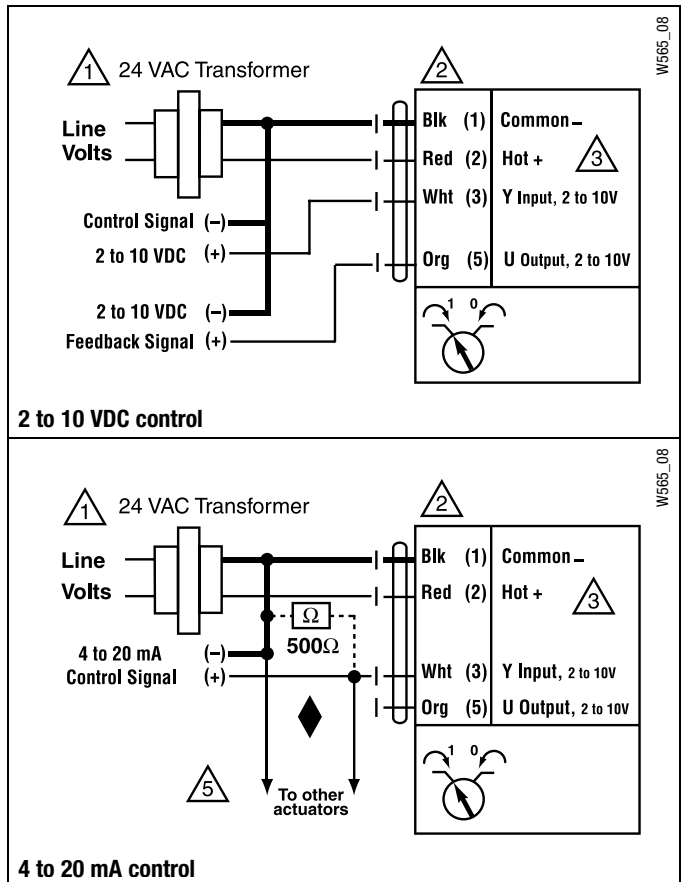 W565_08
1 24 VAC Transformer
2
Line
Volts
Blk (1) Common –
Red (2) Hot +
3
Wht (3) Y Input, 2 to 10V
Control Signal (–)
2 to 10 VDC (+)
Org (5) U Output, 2 to 10V
2 to 10 VDC (–)
Feedback Signal (+)
1 0
2 to 10 VDC control
W565_08
1 24 VAC Transformer
2
Line
Volts
Blk (1) Common –
Red (2) Hot +
3
Ω
500Ω
4 to 20 mA (–)
Control Signal (+)
Wht (3) Y Input, 2 to 10V
Org (5) U Output, 2 to 10V
1 0
5
To other
actuators
4 to 20 mA control